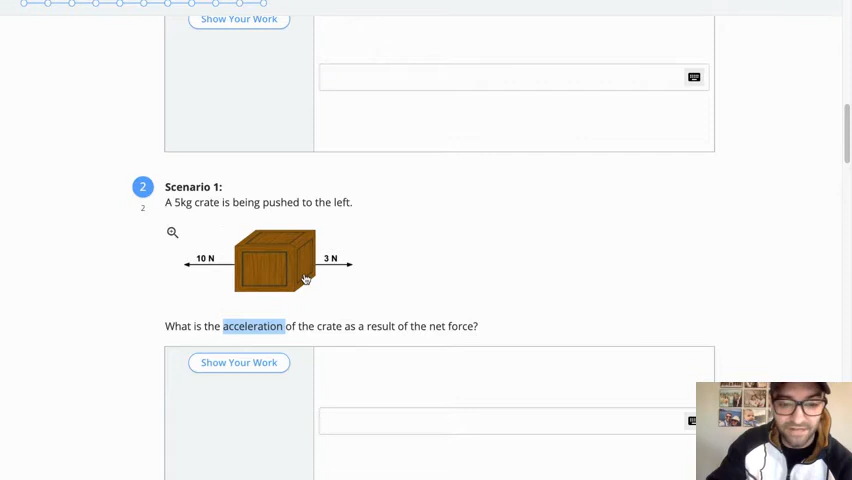 Show Your Work
2
Scenario 1:
2
A 5kg crate is being pushed to the left.
10 N
3 N
What is the acceleration of the crate as a result of the net force?
Show Your Work